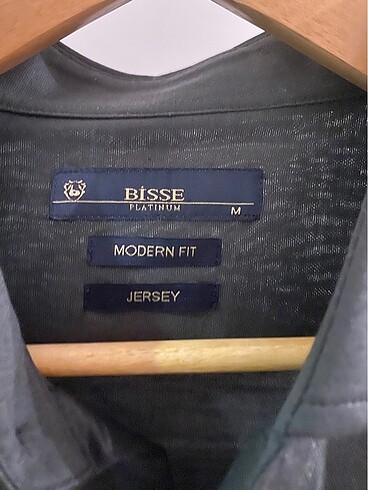 BİSSE
PLATINUM
M
MODERN FIT
JERSEY